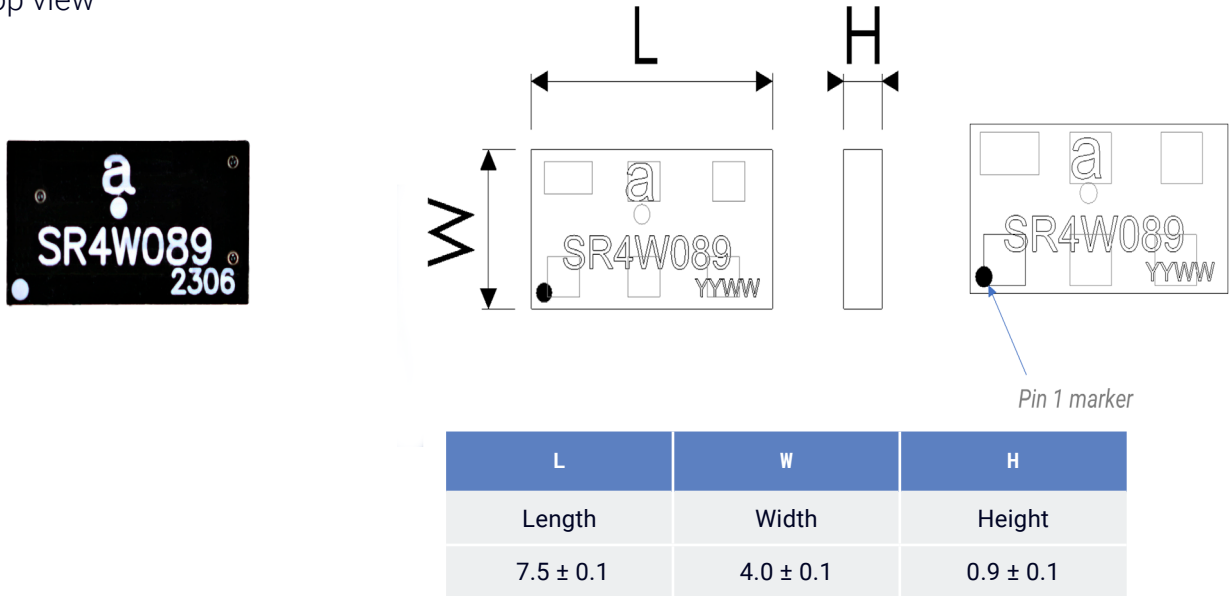 view
L
H
a
SR4W089
2306
W
a
SR4W089
YYWW
a
SR4W089
YYWW
Pin 1 marker
L W H
Length Width Height
7.5 ± 0.1 4.0 ± 0.1 0.9 ± 0.1